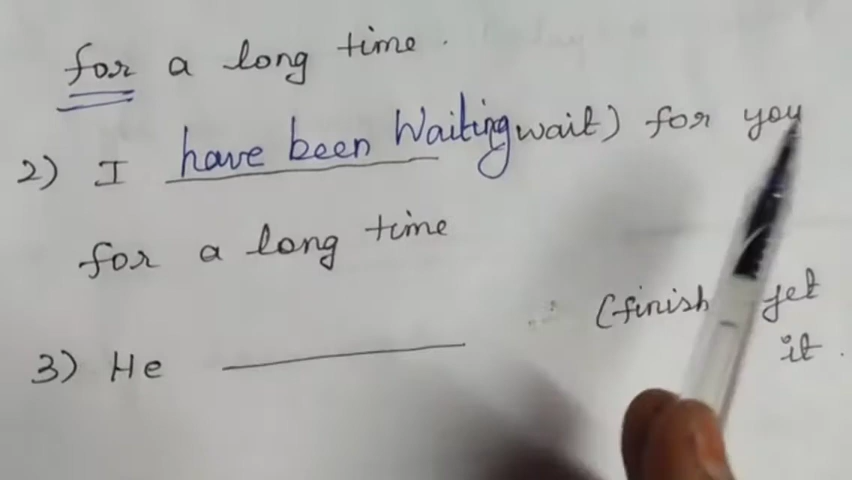 for a long time.
2) I have been Waiting wait) for you
for a long time
3) He (finish yet
it.